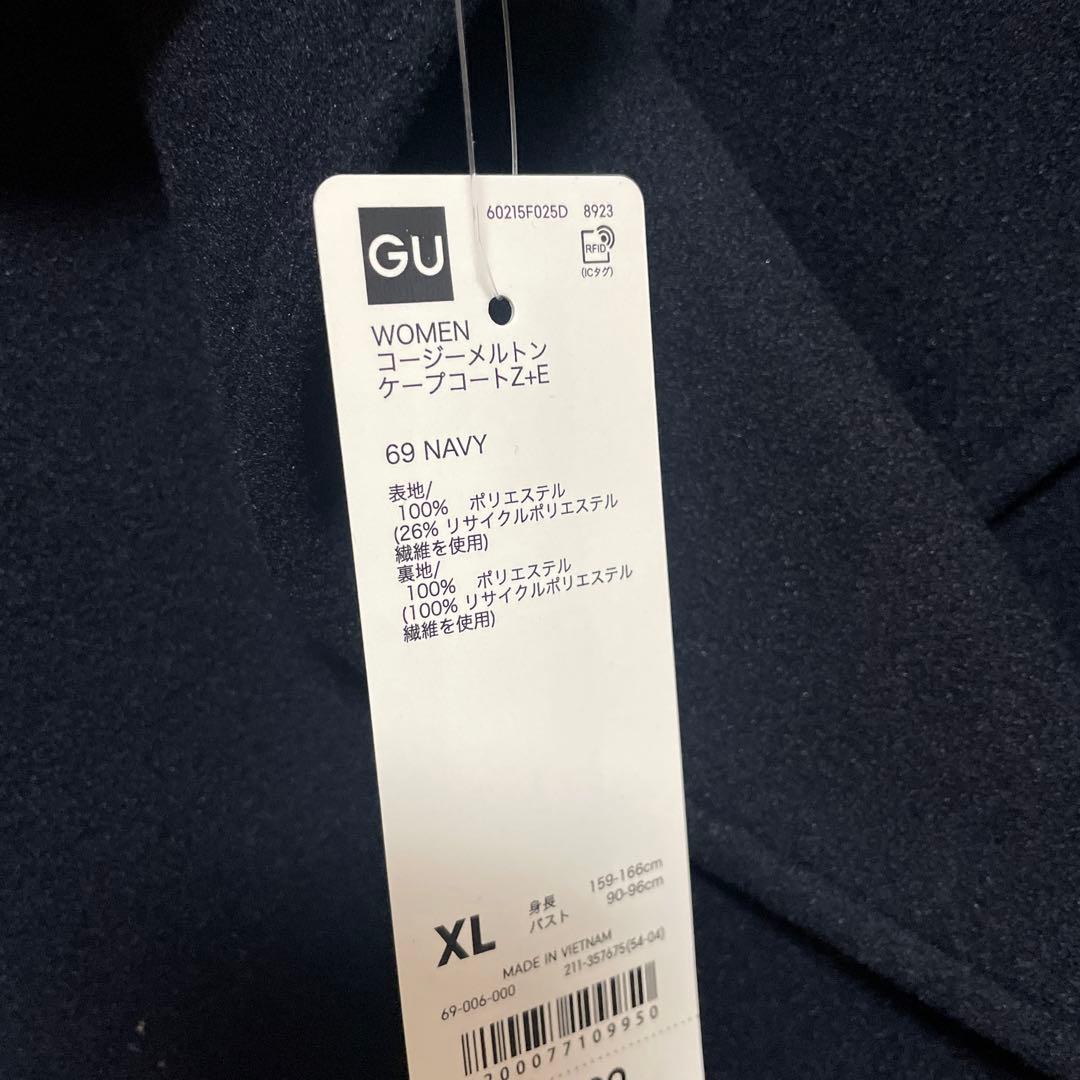 60215F025D 8923
GU
RFID
(ICタグ)
WOMEN
コージーメルトン
ケープコートZ+E
69 NAVY
表地/
100% ポリエステル
(26% リサイクルポリエステル
繊維を使用)
裏地/
100% ポリエステル
(100% リサイクルポリエステル
繊維を使用)
XL
身長 159-166cm
バスト 90-96cm
MADE IN VIETNAM
211-357675(54-04)
69-006-000
2000077109950